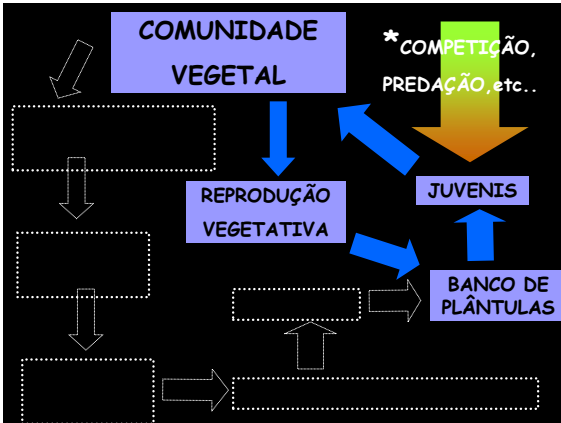 COMUNIDADE
VEGETAL
*COMPETIÇÃO,
PREDAÇÃO,etc..
REPRODUÇÃO
VEGETATIVA
JUVENIS
BANCO DE
PLÂNTULAS